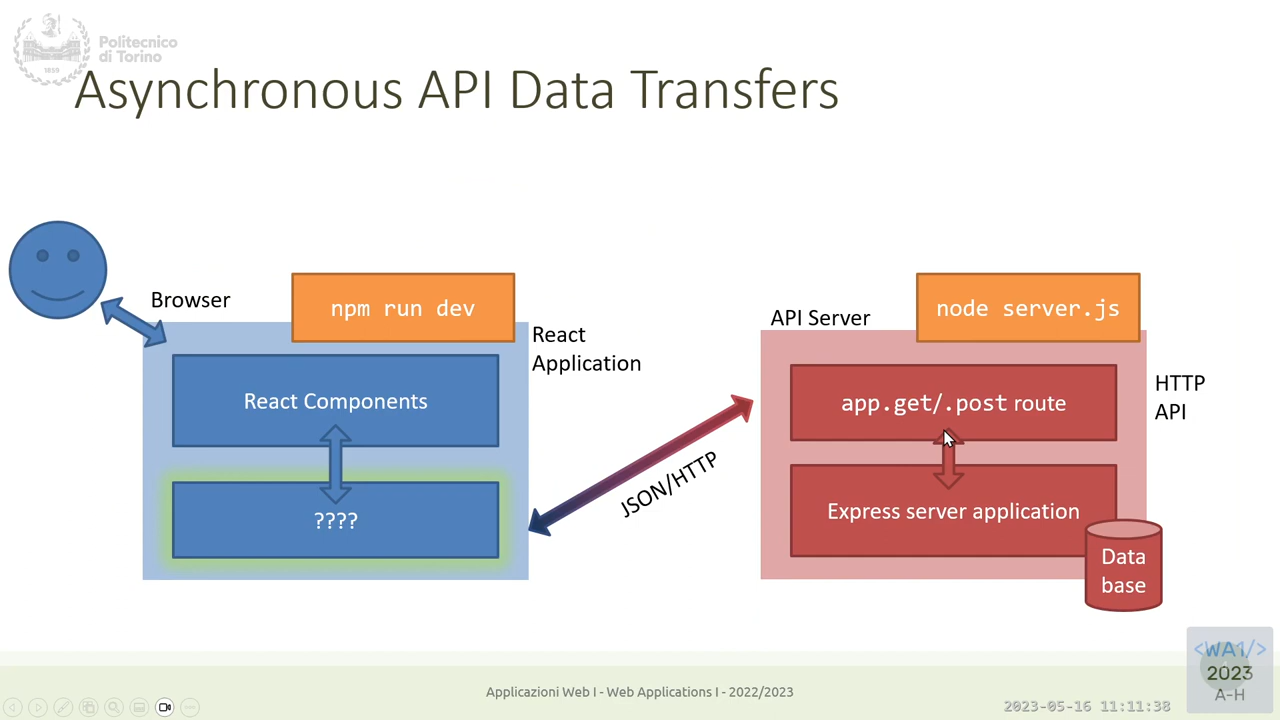 Politecnico
di Torino
1859
Asynchronous API Data Transfers
Browser
npm run dev
React
Application
React Components
????
JSON/HTTP
API Server
node server.js
app.get/.post route
HTTP
API
Express server application
Data
base
<WA1/>
2023
A-H
Applicazioni Web I - Web Applications I - 2022/2023
2023-05-16 11:11:38